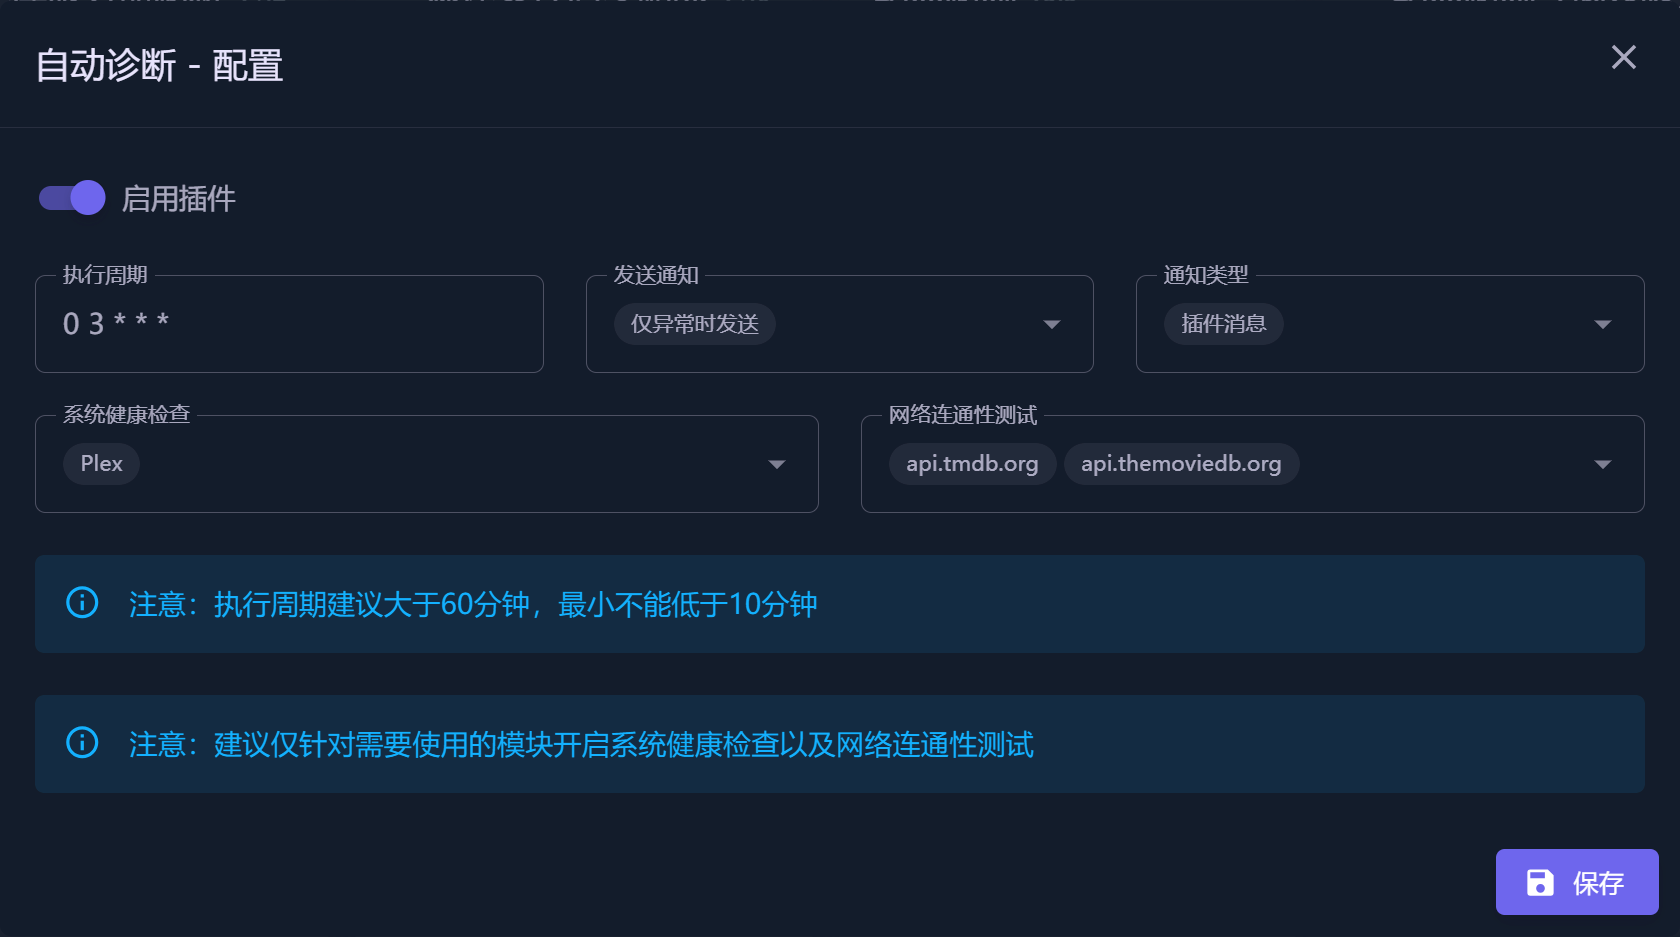 自动诊断 - 配置
启用插件
执行周期
0 3 * * *
发送通知
仅异常时发送
通知类型
插件消息
系统健康检查
Plex
网络连通性测试
api.tmdb.org api.themoviedb.org
注意：执行周期建议大于60分钟，最小不能低于10分钟
注意：建议仅针对需要使用的模块开启系统健康检查以及网络连通性测试
保存